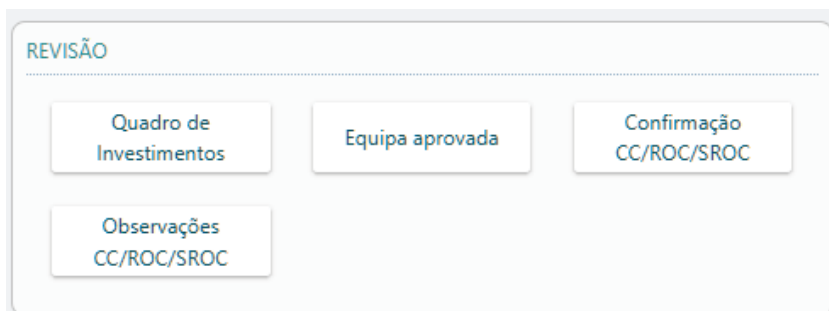 REVISÃO
Quadro de
Investimentos
Equipa aprovada
Confirmação
CC/ROC/SROC
Observações
CC/ROC/SROC